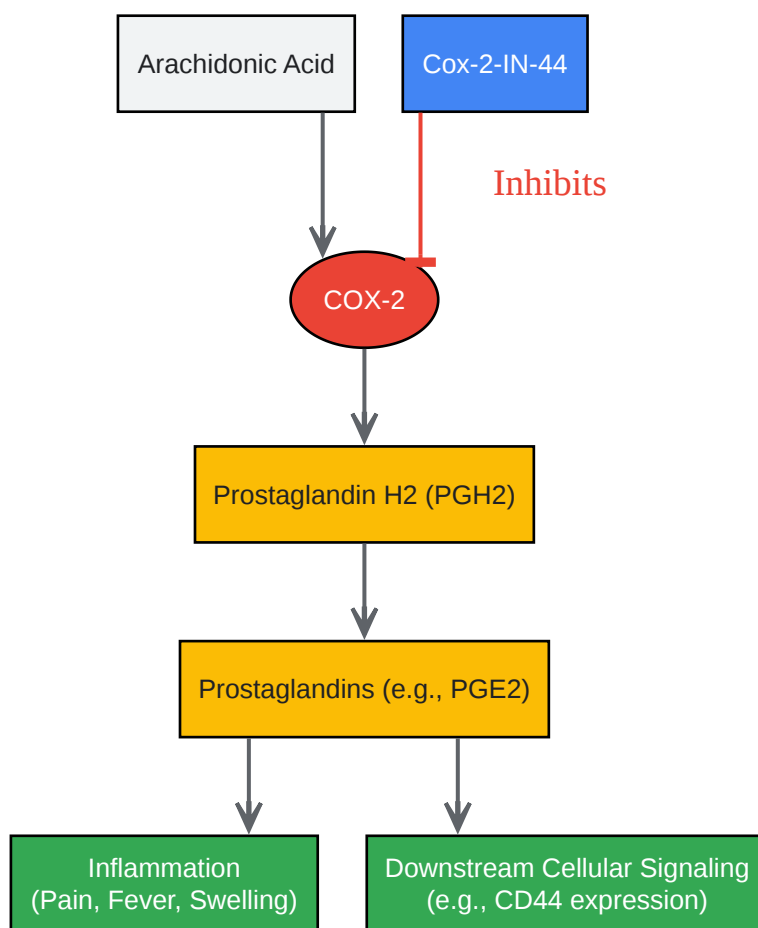 Arachidonic Acid
Cox-2-IN-44
Inhibits
COX-2
Prostaglandin H2 (PGH2)
Prostaglandins (e.g., PGE2)
Inflammation
(Pain, Fever, Swelling)
Downstream Cellular Signaling
(e.g., CD44 expression)